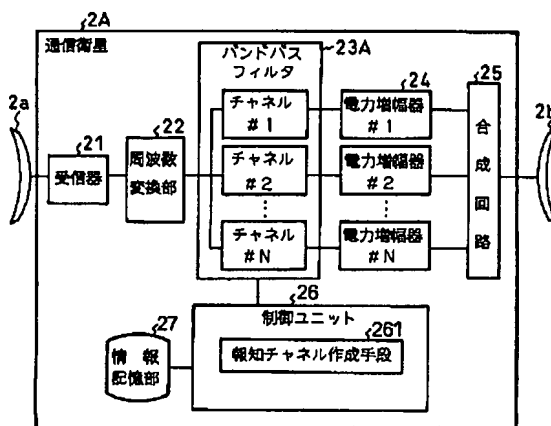 2A
通信衛星
バンドパス
フィルタ
23A
2a
21
受信器
22
周波数
変換部
チャネル
#1
チャネル
#2
チャネル
#N
24
電力増幅器
#1
電力増幅器
#2
電力増幅器
#N
25
合成回路
2b
26
制御ユニット
261
報知チャネル作成手段
27
情報
記憶部